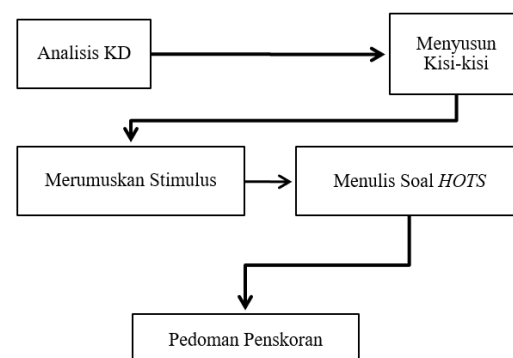 Analisis KD
Menyusun
Kisi-kisi
Merumuskan Stimulus
Menulis Soal HOTS
Pedoman Penskoran